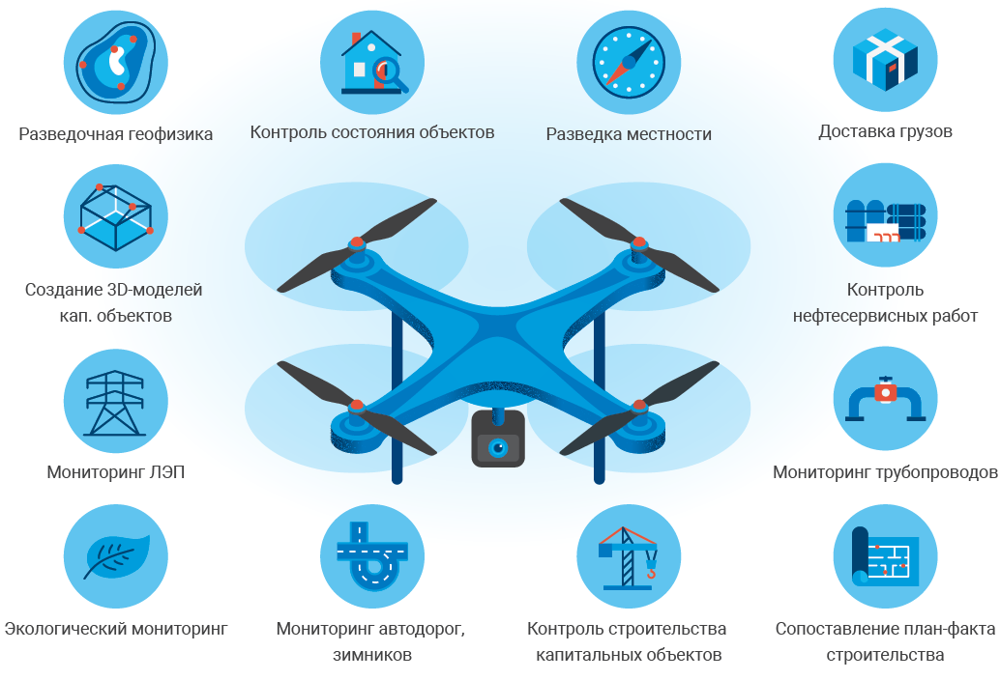 Разведочная геофизика
Контроль состояния объектов
Разведка местности
Доставка грузов
Создание 3D-моделей
кап. объектов
Контроль
нефтесервисных работ
Мониторинг ЛЭП
Мониторинг трубопроводов
Экологический мониторинг
Мониторинг автодорог,
зимников
Контроль строительства
капитальных объектов
Сопоставление план-факта
строительства